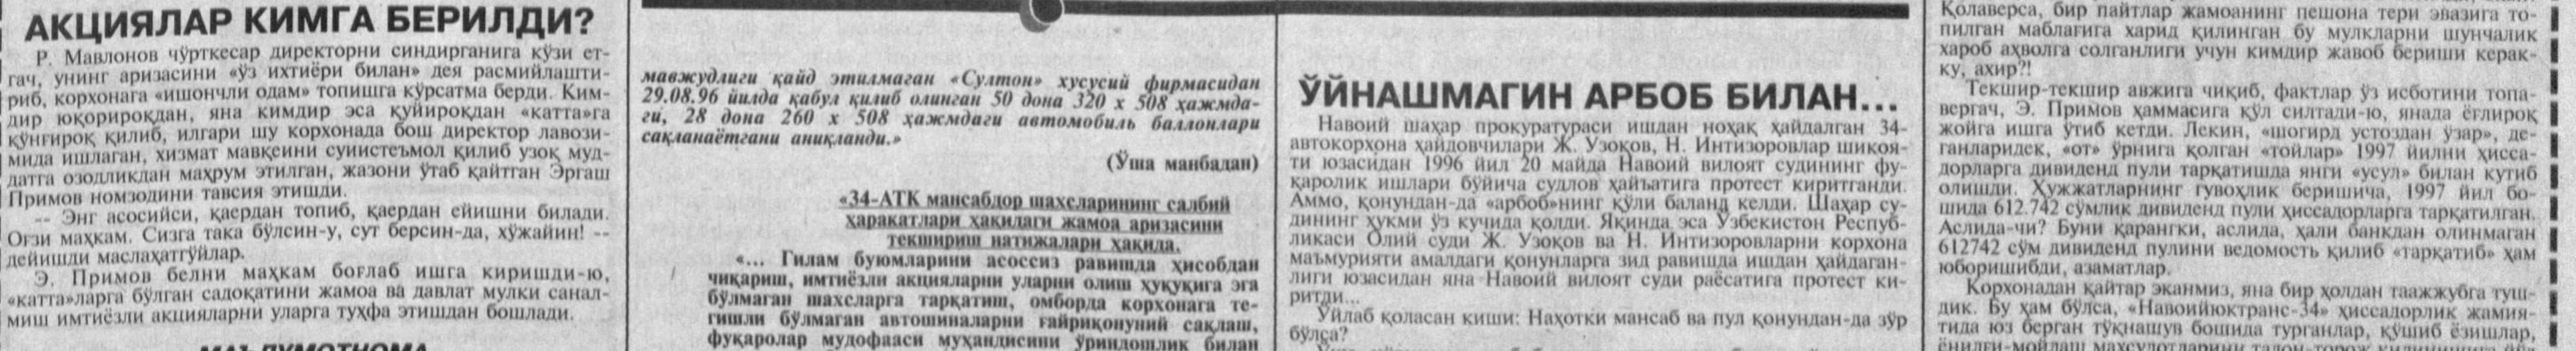 АКЦИЯЛАР КИМГА БЕРИЛДИ?
Р. Мавлонов чўрткесар директорни синдирганига кўзи ет-
гач, унинг аризасини «ўз ихтиёри билан» дея расмийлашти-
риб, корхонага «ишончли одам» топишга кўрсатма берди. Ким-
дир юқорироқдан, яна кимдир эса қуйироқдан «катта»га
қўнғироқ қилиб, илгари шу корхонада бош директор лавози-
мида ишлаган, хизмат мавқеини суиистеъмол қилиб узоқ муд-
датга озодликдан маҳрум этилган, жазони ўтаб қайтган Эргаш
Примов номзодини тавсия этишди.
-- Энг асосийси, қаердан топиб, қаердан ейишни билади.
Оғзи маҳкам. Сизга така бўлсин-у, сут берсин-да, хўжайин! --
дейишди маслаҳатгўйлар.
Э. Примов белни маҳкам боғлаб ишга киришди-ю,
«катта»ларга бўлган садоқатини жамоа ва давлат мулки санал-
миш имтиёзли акцияларни уларга туҳфа этишдан бошлади.
МАЪЛУМОТНОМА
мавжудлиги қайд этилмаган «Султон» хусусий фирмасидан
29.08.96 йилда қабул қилиб олинган 50 дона 320 х 508 ҳажмда-
ги, 28 дона 260 х 508 ҳажмдаги автомобиль баллонлари
сақланаётгани аниқланди.»
(Ўша манбадан)
«34-АТК мансабдор шахсларининг салбий
ҳаракатлари ҳақидаги жамоа аризасини
текшириш натижалари ҳақида.
«... Гилам буюмларини асоссиз равишда ҳисобдан
чиқариш, имтиёзли акцияларни уларни олиш ҳуқуқига эга
бўлмаган шахсларга тарқатиш, омборда корхонага те-
гишли бўлмаган автошиналарни ғайриқонуний сақлаш,
фуқаролар мудофааси муҳандисини ўриндошлик билан
ЎЙНАШМАГИН АРБОБ БИЛАН...
Навоий шаҳар прокуратураси ишдан ноҳақ ҳайдалган 34-
автокорхона ҳайдовчилари Ж. Узоқов, Н. Интизоровлар шикоя-
ти юзасидан 1996 йил 20 майда Навоий вилоят судининг фу-
қаролик ишлари бўйича судлов ҳайъатига протест киритганди.
Аммо, қонундан-да «арбоб»нинг қўли баланд келди. Шаҳар су-
дининг ҳукми ўз кучида қолди. Яқинда эса Ўзбекистон Респуб-
ликаси Олий суди Ж. Узоқов ва Н. Интизоровларни корхона
маъмурияти амалдаги қонунларга зид равишда ишдан ҳайдаган-
лиги юзасидан яна Навоий вилоят суди раёсатига протест ки-
ритди...
Ўйлаб қоласан киши: Наҳотки мансаб ва пул қонундан-да зўр
бўлса?
Қолаверса, бир пайтлар жамоанинг пешона тери эвазига то-
пилган маблағига харид қилинган бу мулкларни шунчалик
хароб аҳволга солганлиги учун кимдир жавоб бериши керак-
ку, ахир?!
Текшир-текшир авжига чиқиб, фактлар ўз исботини топа-
вергач, Э. Примов ҳаммасига қўл силтади-ю, янада ёғлироқ
жойга ишга ўтиб кетди. Лекин, «шогирд устоздан ўзар», де-
ганларидек, «от» ўрнига қолган «тойлар» 1997 йилни ҳисса-
дорларга дивиденд пули тарқатишда янги «усул» билан кутиб
олишди. Ҳужжатларнинг гувоҳлик беришича, 1997 йил бо-
шида 612.742 сўмлик дивиденд пули ҳиссадорларга тарқатилган.
Аслида-чи? Буни қарангки, аслида, ҳали банкдан олинмаган
612742 сўм дивиденд пулини ведомость қилиб «тарқатиб» ҳам
юборишибди, азаматлар.
Корхонадан қайтар эканмиз, яна бир ҳолдан таажжубга туш-
дик. Бу ҳам бўлса, «Навоийюктранс-34» ҳиссадорлик жамия-
тида юз берган тўқнашув бошида турганлар, қўшиб ёзишлар,
ёнилғи-мойлаш маҳсулотларини